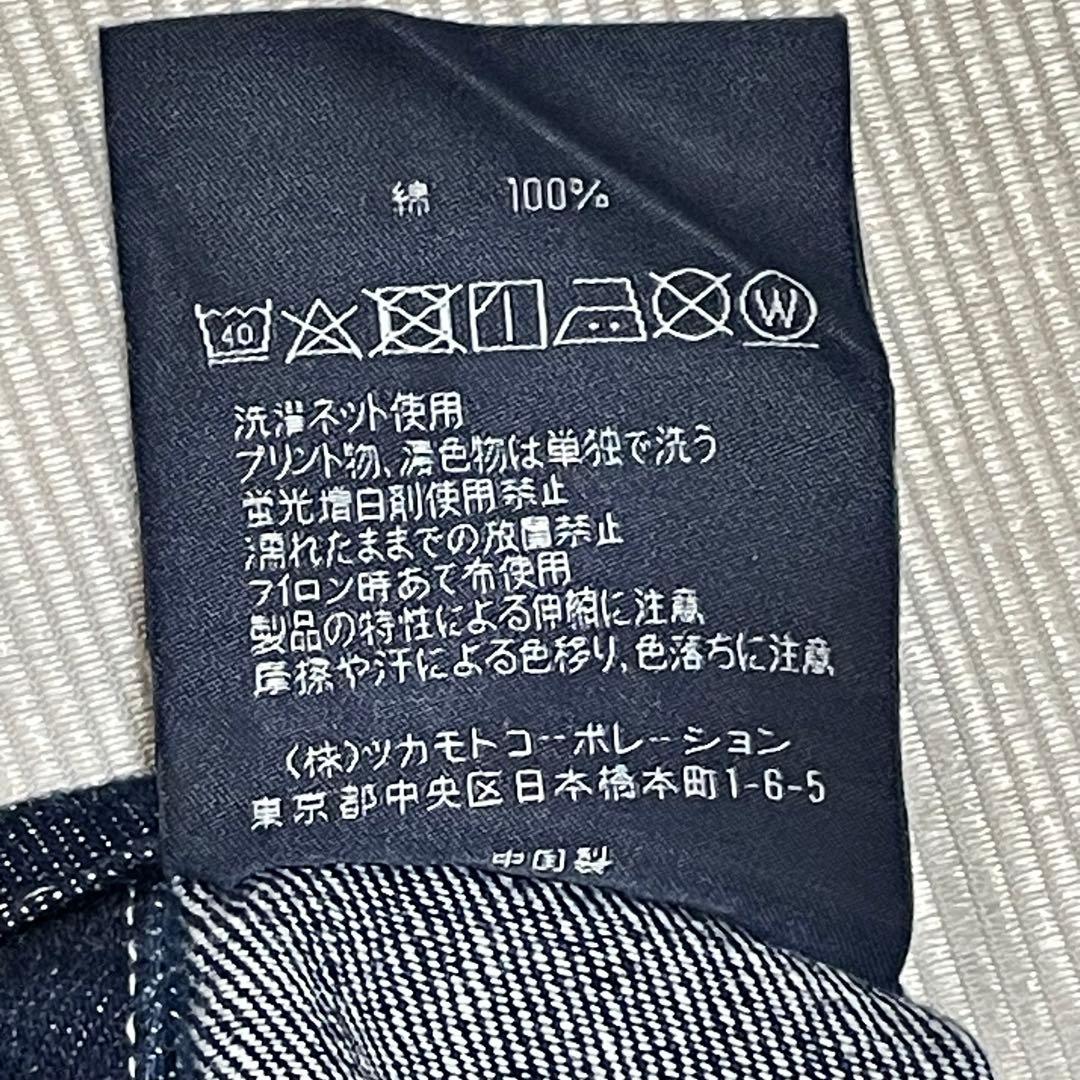 綿 100%
40 W
洗濯ネット使用
プリント物、濃色物は単独で洗う
蛍光増白剤使用禁止
濡れたままでの放置禁止
アイロン時あて布使用
製品の特性による伸縮に注意
摩擦や汗による色移り、色落ちに注意
(株)ツカモトコーポレーション
東京都中央区日本橋本町1-6-5
中国